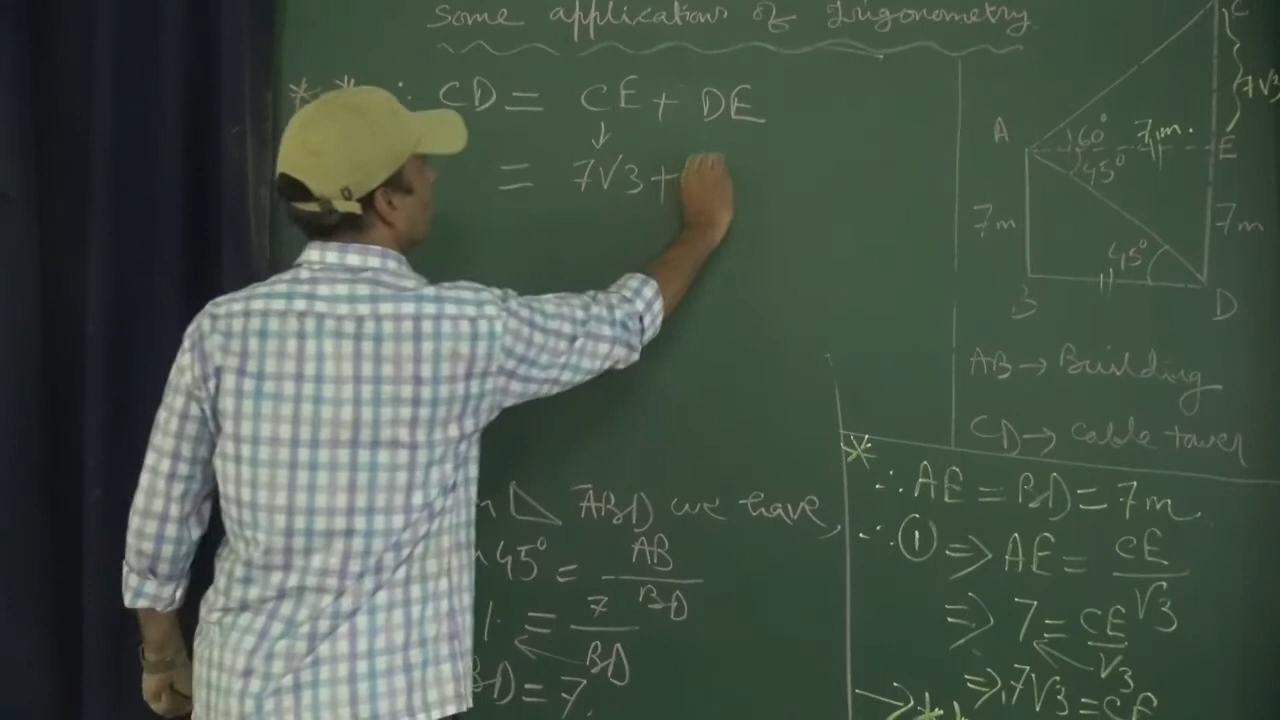 Some applications of Trigonometry
** ∴ CD = CE + DE
↓
= 7√3 +
C
7√3
A 60° 7m. E
45°
7m 7m
45°
B D
AB → Building
CD → Cable tower
△ ABD we have,
45° = AB / BD
1 = 7 / BD
BD = 7
* ∴ AE = BD = 7m.
∴ ① => AE = CE / √3
=> 7 = CE / √3
=> 7√3 = CE